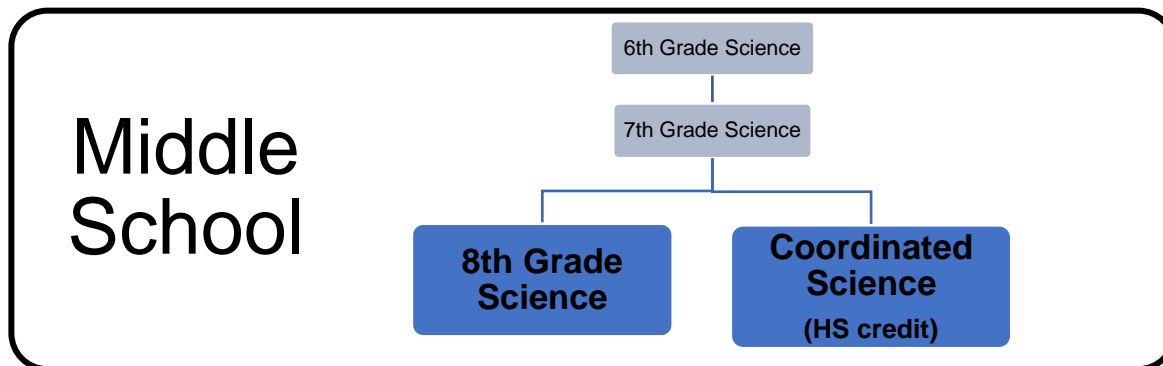 6th Grade Science
7th Grade Science
Middle
School
8th Grade
Science
Coordinated
Science
(HS credit)